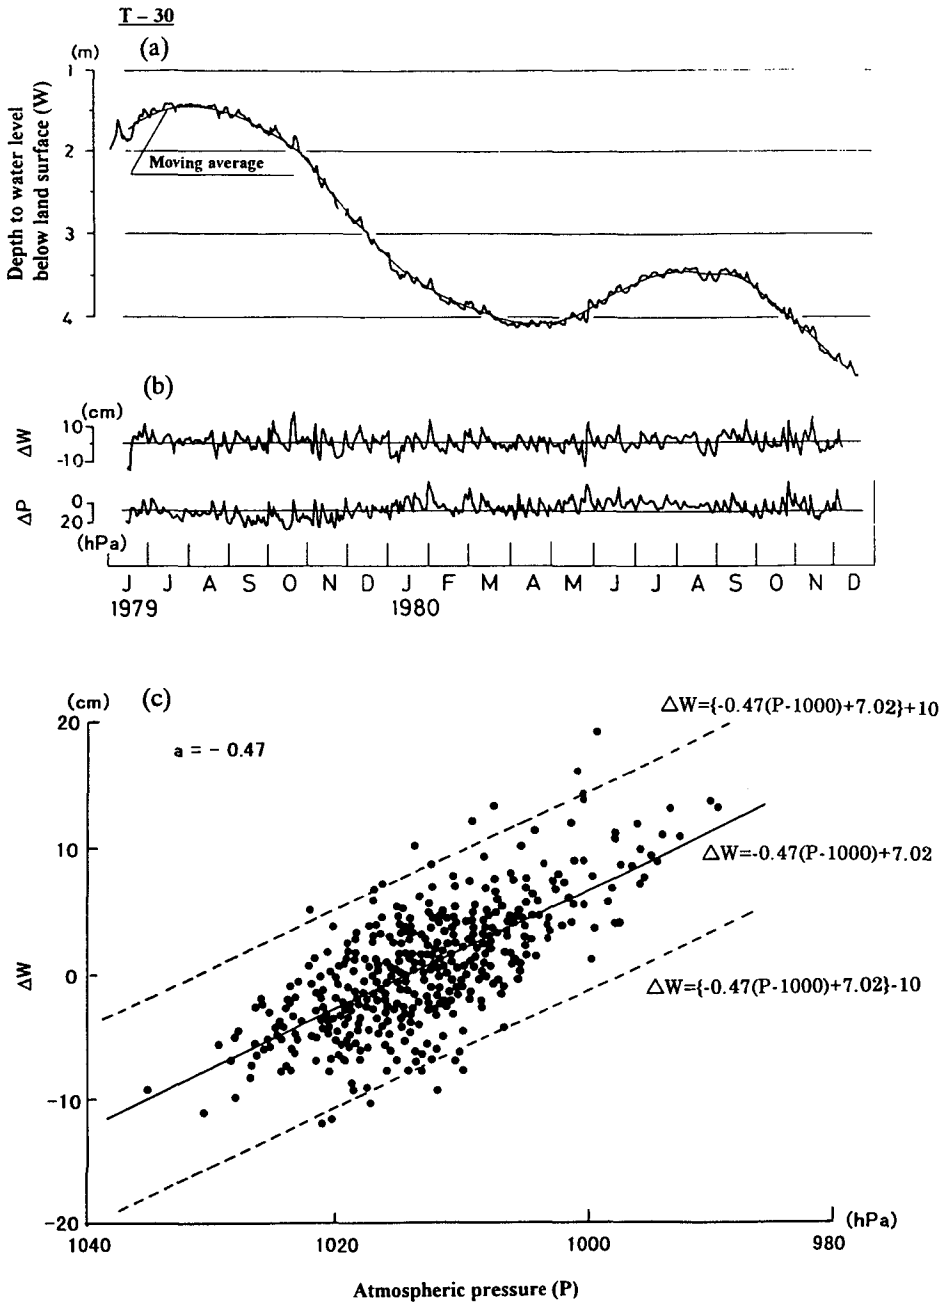 T - 30
(m)
(a)
1
2
3
4
Depth to water level
below land surface (W)
Moving average
(b)
(cm)
10
-10
ΔW
0
20
ΔP
(hPa)
J J A S O N D J F M A M J J A S O N D
1979 1980
(cm)
(c)
20
10
0
-10
-20
ΔW
a = - 0.47
△W={-0.47(P-1000)+7.02}+10
△W=-0.47(P-1000)+7.02
△W={-0.47(P-1000)+7.02}-10
1040 1020 1000 980
(hPa)
Atmospheric pressure (P)